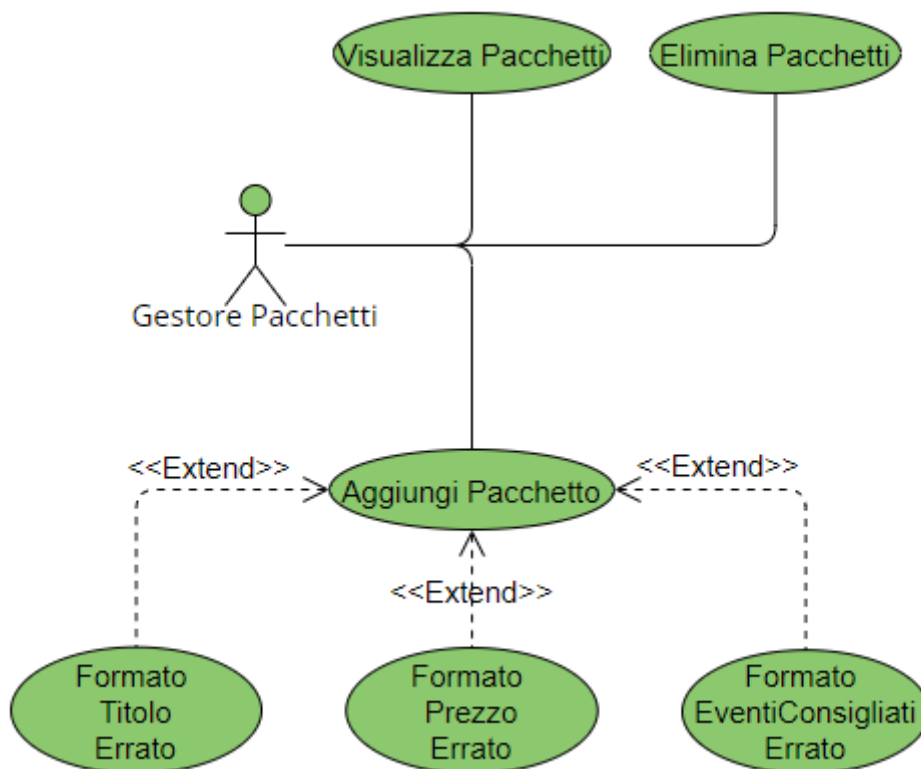 Visualizza Pacchetti
Elimina Pacchetti
Gestore Pacchetti
<<Extend>>
<<Extend>>
Aggiungi Pacchetto
<<Extend>>
Formato
Titolo
Errato
Formato
Prezzo
Errato
Formato
EventiConsigliati
Errato